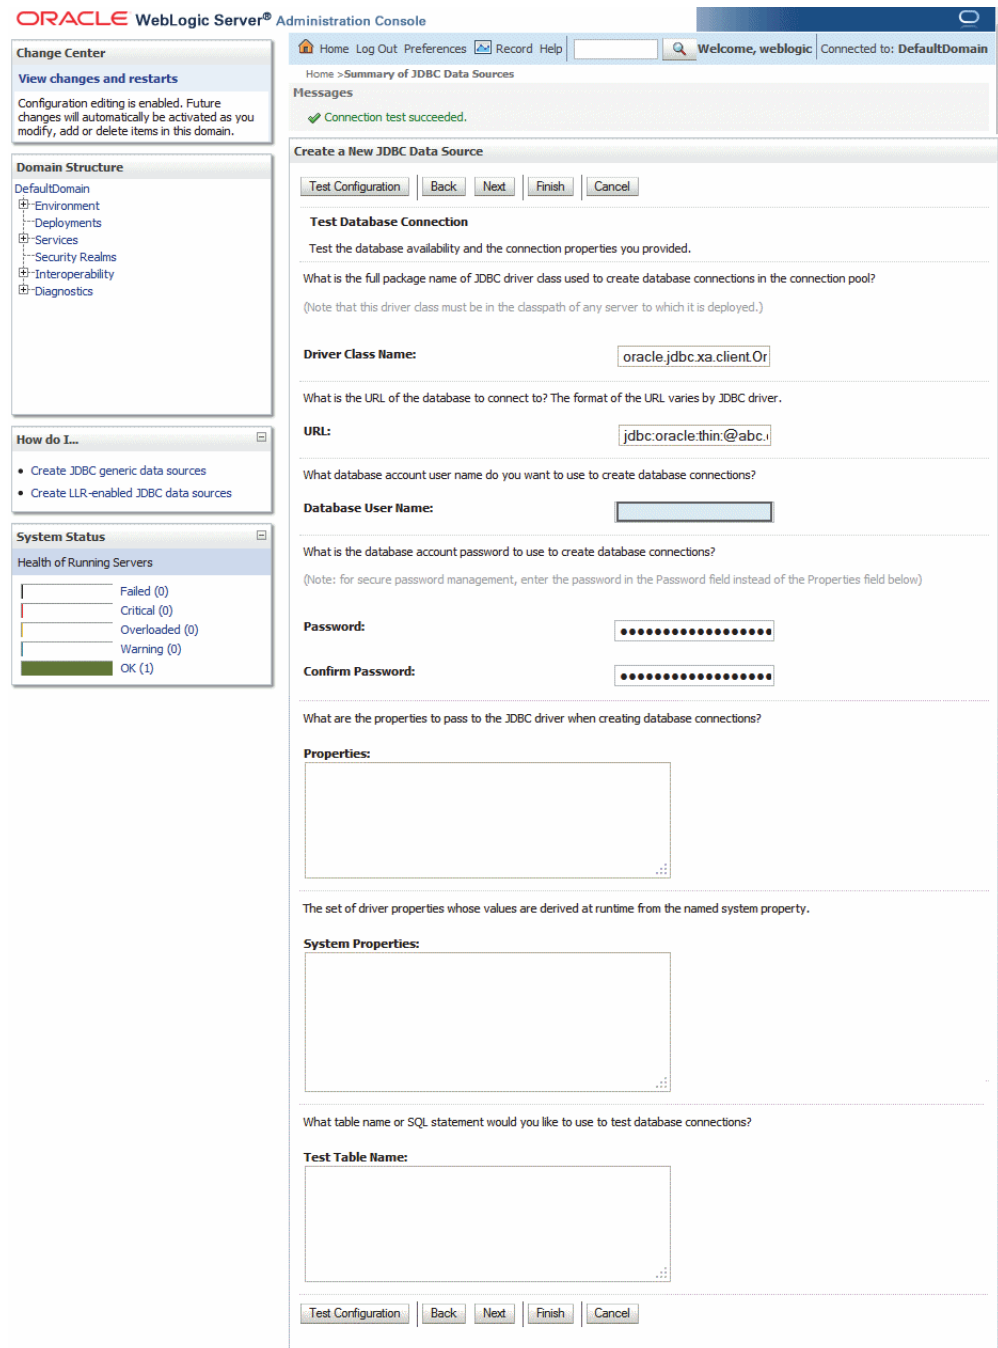 ORACLE WebLogic Server® Administration Console
Change Center
View changes and restarts
Configuration editing is enabled. Future
changes will automatically be activated as you
modify, add or delete items in this domain.
Domain Structure
DefaultDomain
Environment
Deployments
Services
Security Realms
Interoperability
Diagnostics
How do I...
Create JDBC generic data sources
Create LLR-enabled JDBC data sources
System Status
Health of Running Servers
Failed (0)
Critical (0)
Overloaded (0)
Warning (0)
OK (1)
Home Log Out Preferences Record Help Welcome, weblogic Connected to: DefaultDomain
Home >Summary of JDBC Data Sources
Messages
Connection test succeeded.
Create a New JDBC Data Source
Test Configuration Back Next Finish Cancel
Test Database Connection
Test the database availability and the connection properties you provided.
What is the full package name of JDBC driver class used to create database connections in the connection pool?
(Note that this driver class must be in the classpath of any server to which it is deployed.)
Driver Class Name: oracle.jdbc.xa.client.Or
What is the URL of the database to connect to? The format of the URL varies by JDBC driver.
URL: jdbc:oracle:thin:@abc.
What database account user name do you want to use to create database connections?
Database User Name:
What is the database account password to use to create database connections?
(Note: for secure password management, enter the password in the Password field instead of the Properties field below)
Password: ••••••••••••••••••
Confirm Password: ••••••••••••••••••
What are the properties to pass to the JDBC driver when creating database connections?
Properties:
The set of driver properties whose values are derived at runtime from the named system property.
System Properties:
What table name or SQL statement would you like to use to test database connections?
Test Table Name:
Test Configuration Back Next Finish Cancel